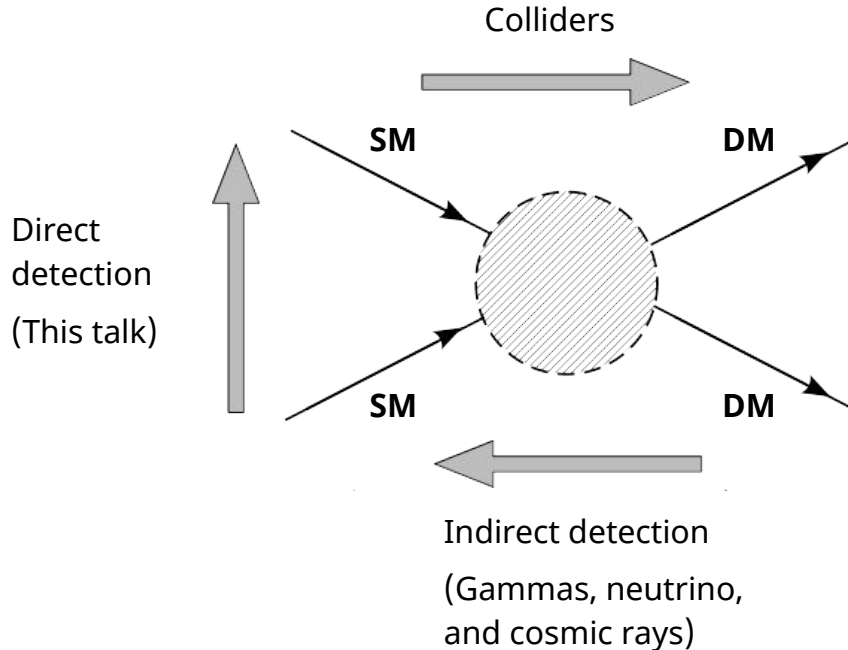 Colliders
SM
DM
Direct
detection
(This talk)
SM
DM
Indirect detection
(Gammas, neutrino,
and cosmic rays)